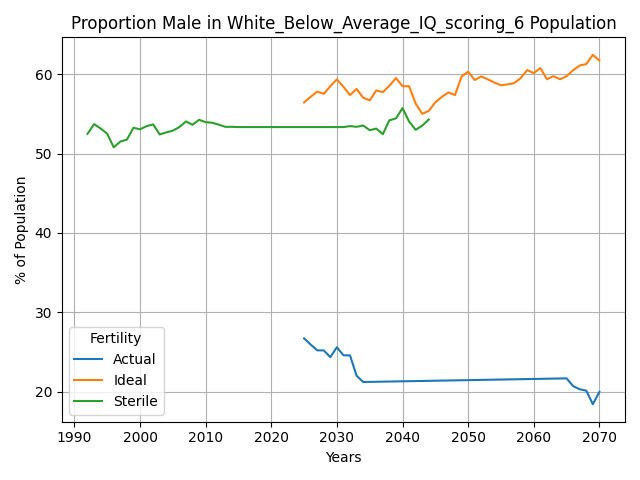 Proportion Male in White_Below_Average_IQ_scoring_6 Population
% of Population
60
50
40
30
20
Fertility
Actual
Ideal
Sterile
1990 2000 2010 2020 2030 2040 2050 2060 2070
Years